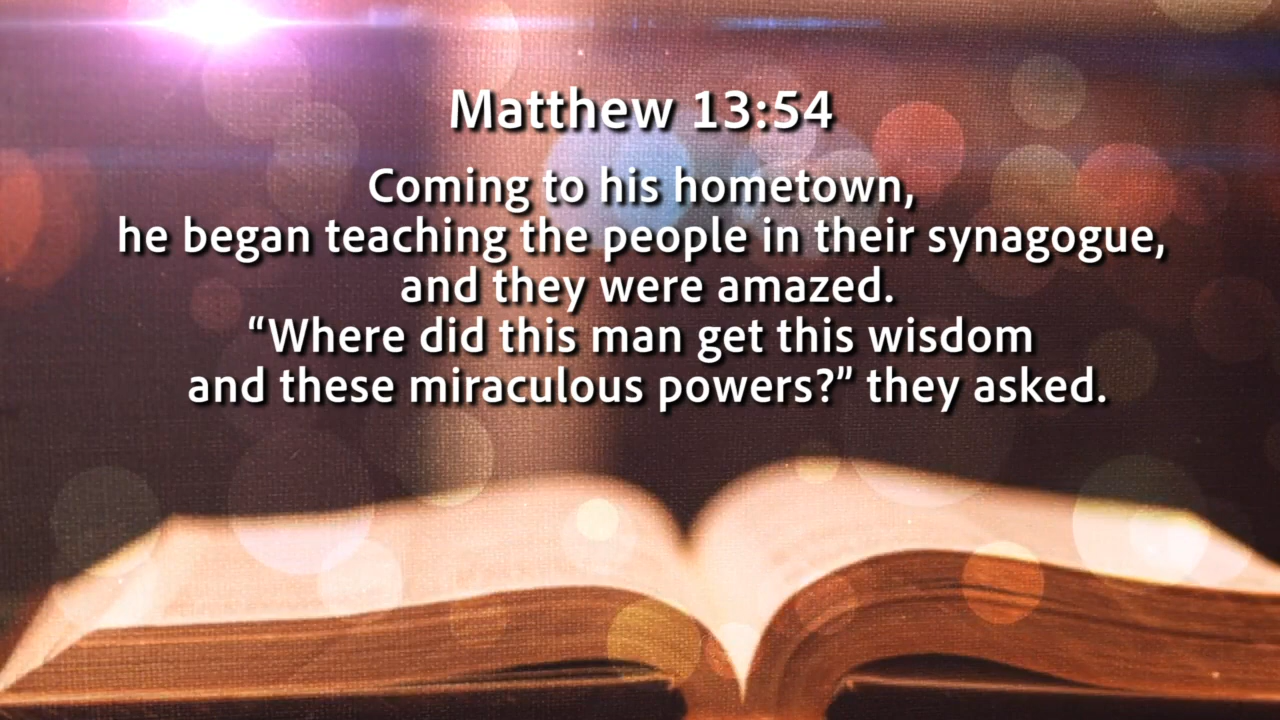 Matthew 13:54
Coming to his hometown,
he began teaching the people in their synagogue,
and they were amazed.
“Where did this man get this wisdom
and these miraculous powers?” they asked.